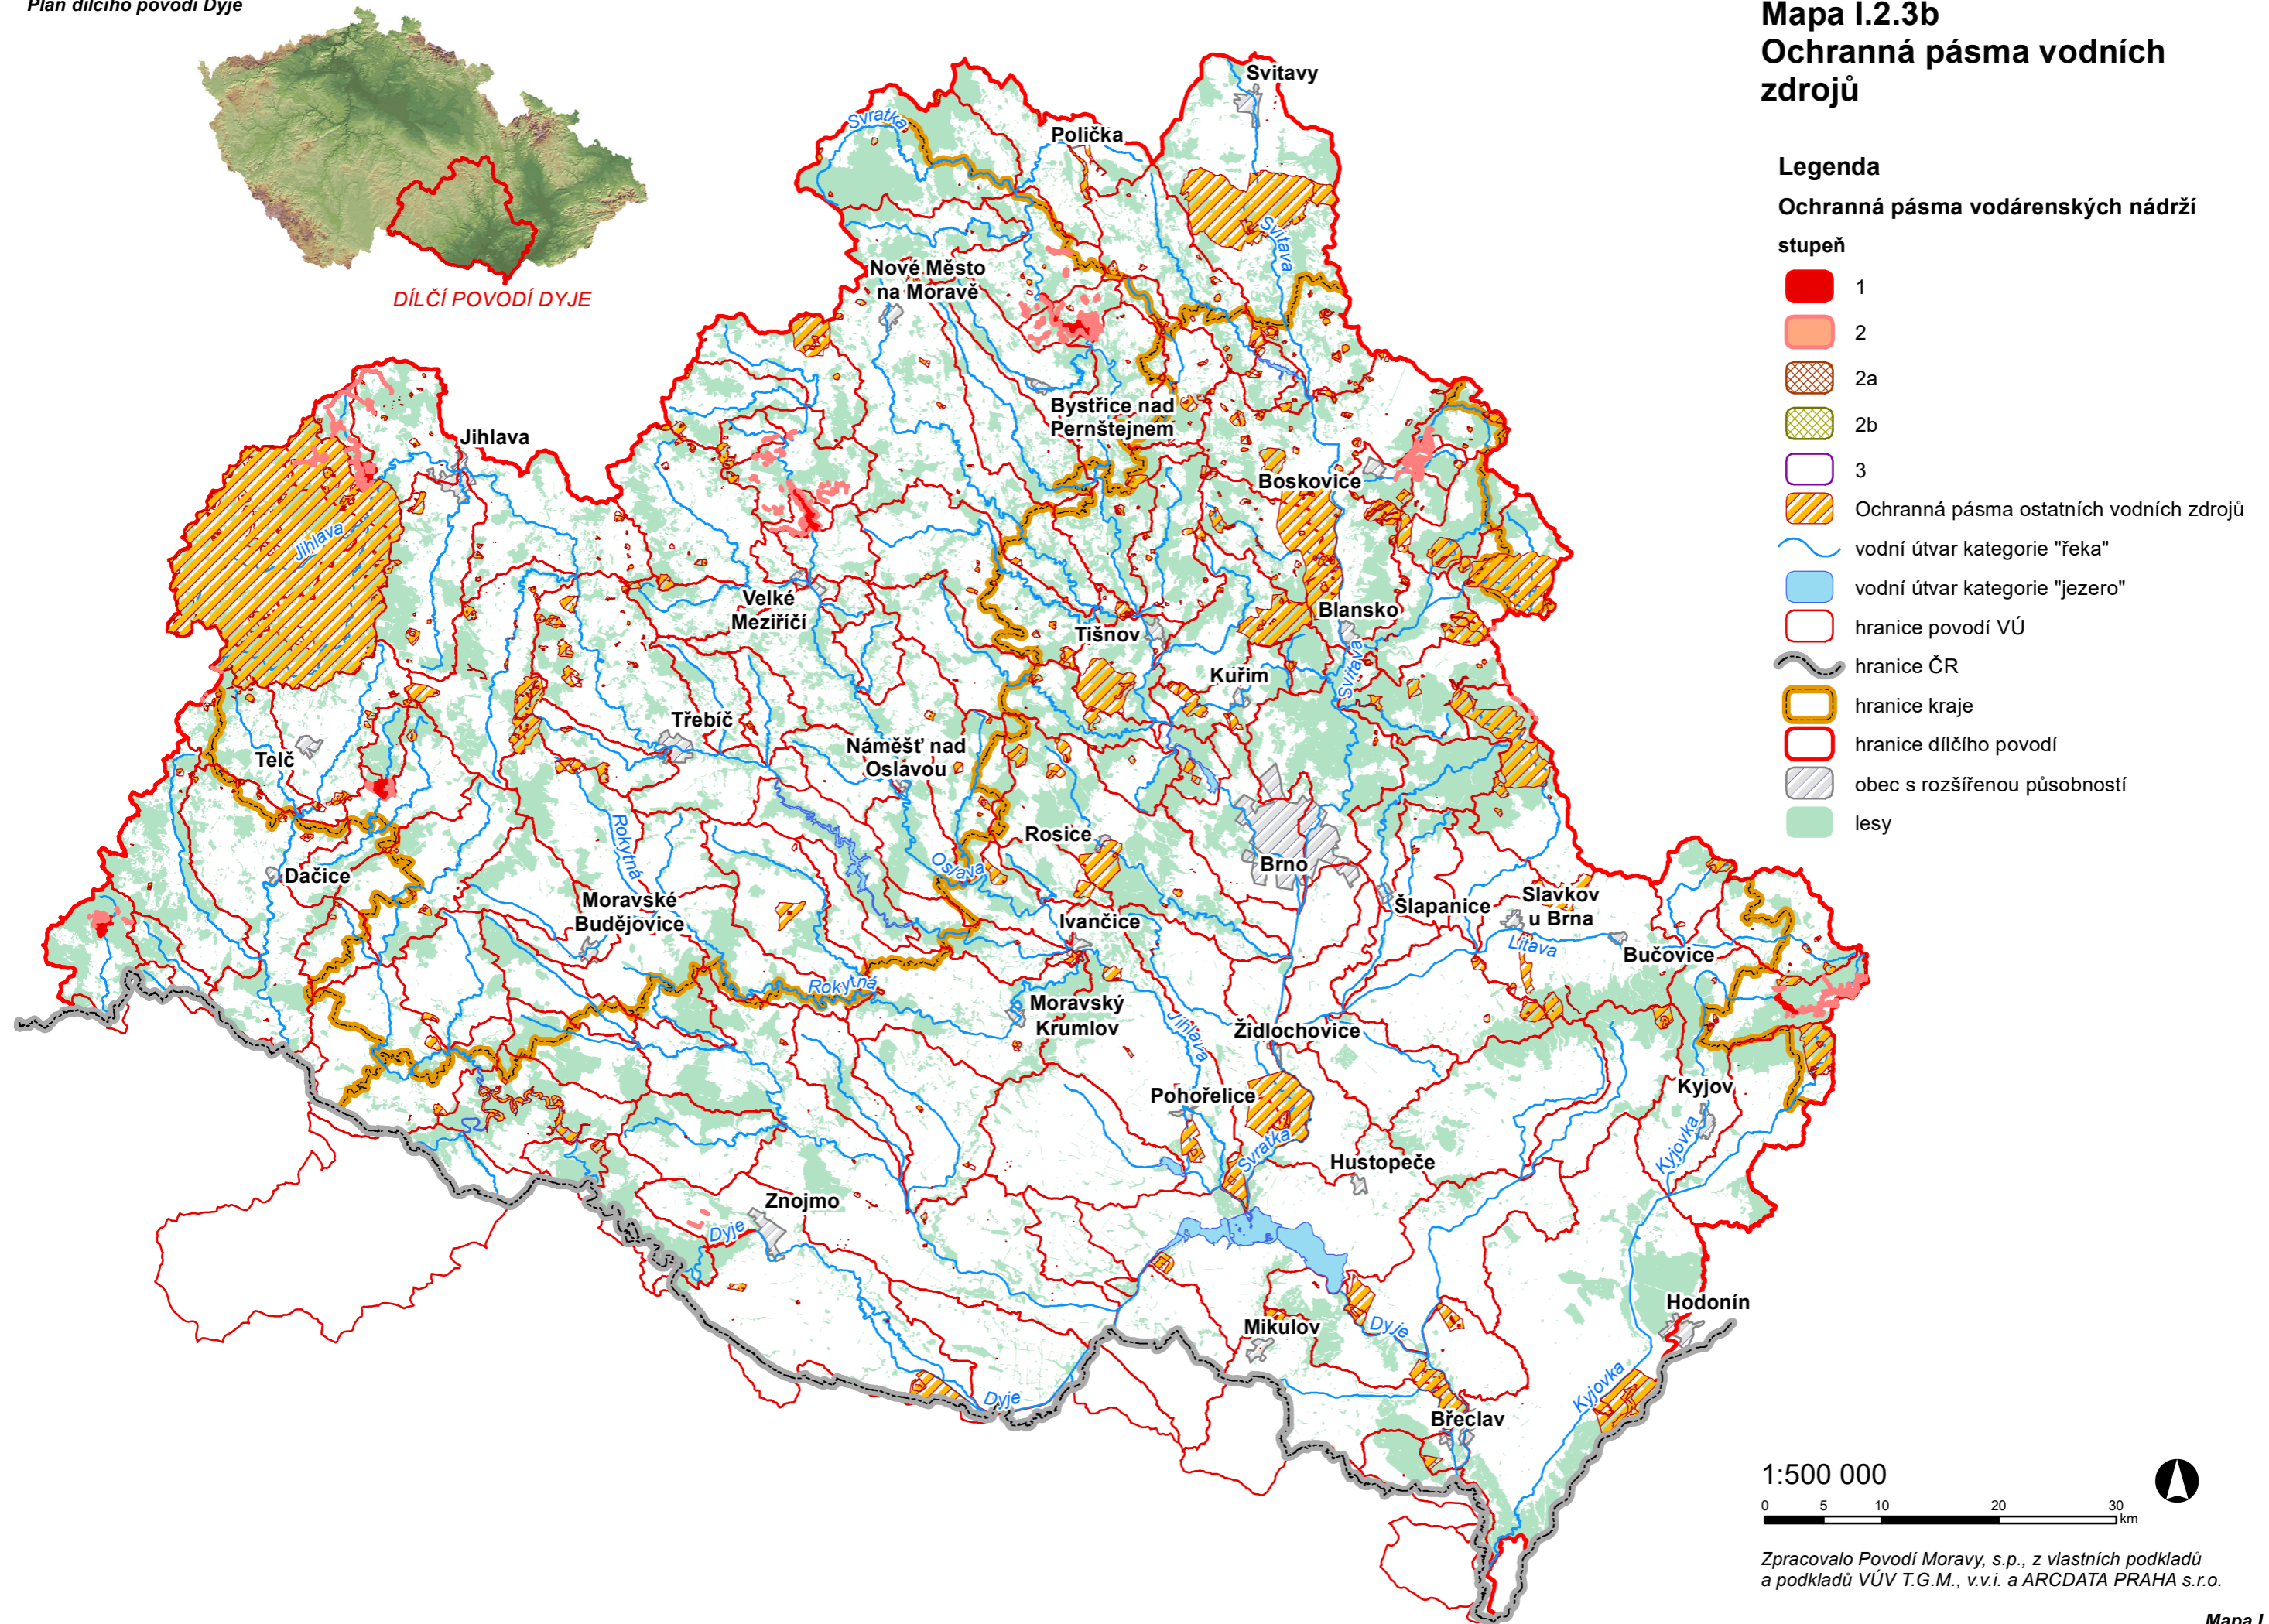 Plán dílčího povodí Dyje
Mapa I.2.3b
Ochranná pásma vodních
zdrojů
DÍLČÍ POVODÍ DYJE
Legenda
Ochranná pásma vodárenských nádrží
stupeň
1
2
2a
2b
3
Ochranná pásma ostatních vodních zdrojů
vodní útvar kategorie "řeka"
vodní útvar kategorie "jezero"
hranice povodí VÚ
hranice ČR
hranice kraje
hranice dílčího povodí
obec s rozšířenou působností
lesy
Svitavy
Svratka
Polička
Svitava
Nové Město
na Moravě
Bystřice nad
Pernštejnem
Jihlava
Boskovice
Jihlava
Velké
Meziříčí
Blansko
Tišnov
Kuřim
Svitava
Třebíč
Náměšť nad
Oslavou
Telč
Rokytná
Rosice
Oslava
Brno
Dačice
Moravské
Budějovice
Ivančice
Šlapanice
Slavkov
u Brna
Litava
Bučovice
Rokytná
Moravský
Krumlov
Jihlava
Židlochovice
Pohořelice
Kyjov
Kyjovka
Svratka
Hustopeče
Znojmo
Dyje
Hodonín
Mikulov
Dyje
Kyjovka
Dyje
Břeclav
1:500 000
0 5 10 20 30
km
Zpracovalo Povodí Moravy, s.p., z vlastních podkladů
a podkladů VÚV T.G.M., v.v.i. a ARCDATA PRAHA s.r.o.
Mapa I